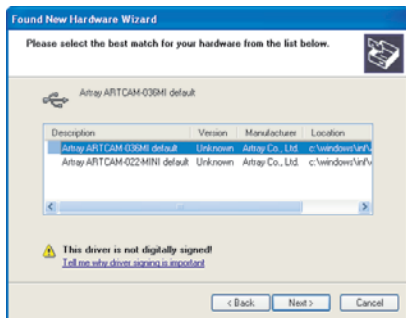 Found New Hardware Wizard
Please select the best match for your hardware from the list below.
Artray ARTCAM-036MI default
Description Version Manufacturer Location
Artray ARTCAM-036MI default Unknown Artray Co., Ltd. c:\windows\inf\
Artray ARTCAM-022-MINI default Unknown Artray Co., Ltd. c:\windows\inf\
This driver is not digitally signed!
Tell me why driver signing is important
< Back Next > Cancel